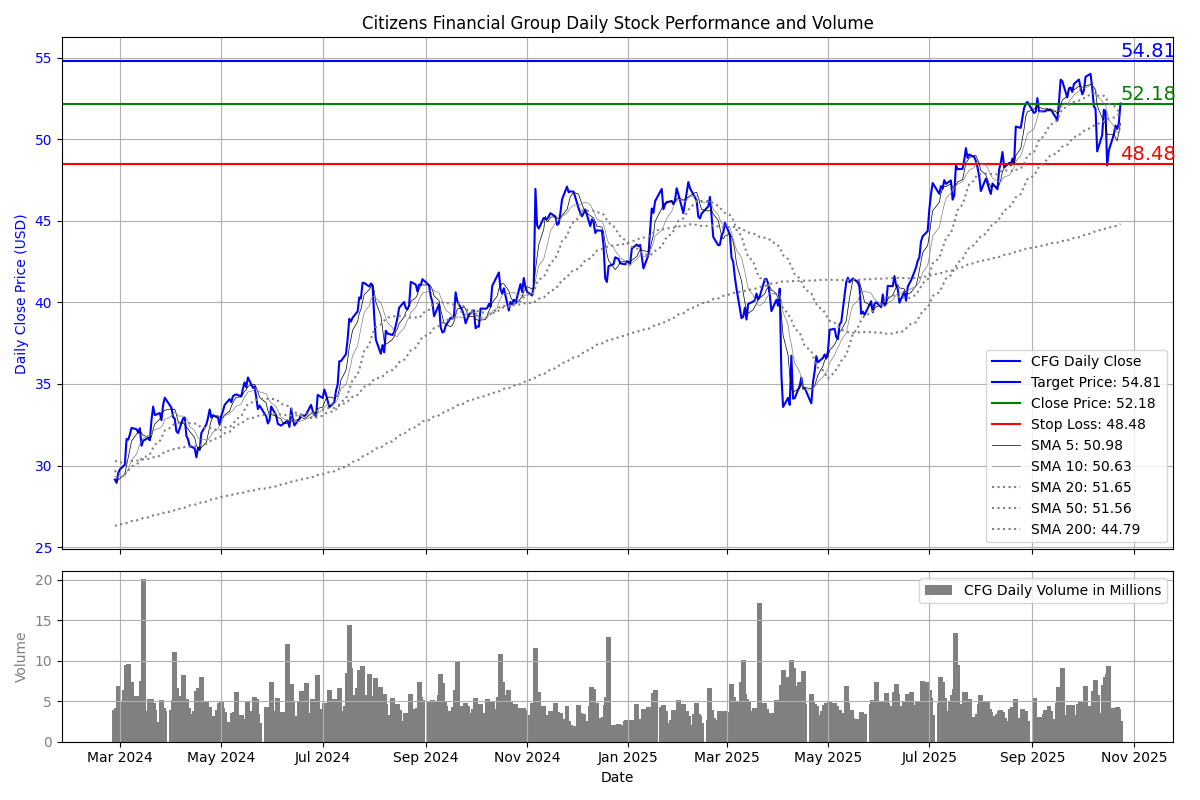 Citizens Financial Group Daily Stock Performance and Volume
Daily Close Price (USD)
55
50
45
40
35
30
25
54.81
52.18
48.48
CFG Daily Close
Target Price: 54.81
Close Price: 52.18
Stop Loss: 48.48
SMA 5: 50.98
SMA 10: 50.63
SMA 20: 51.65
SMA 50: 51.56
SMA 200: 44.79
Volume
20
15
10
5
0
CFG Daily Volume in Millions
Mar 2024 May 2024 Jul 2024 Sep 2024 Nov 2024 Jan 2025 Mar 2025 May 2025 Jul 2025 Sep 2025 Nov 2025
Date